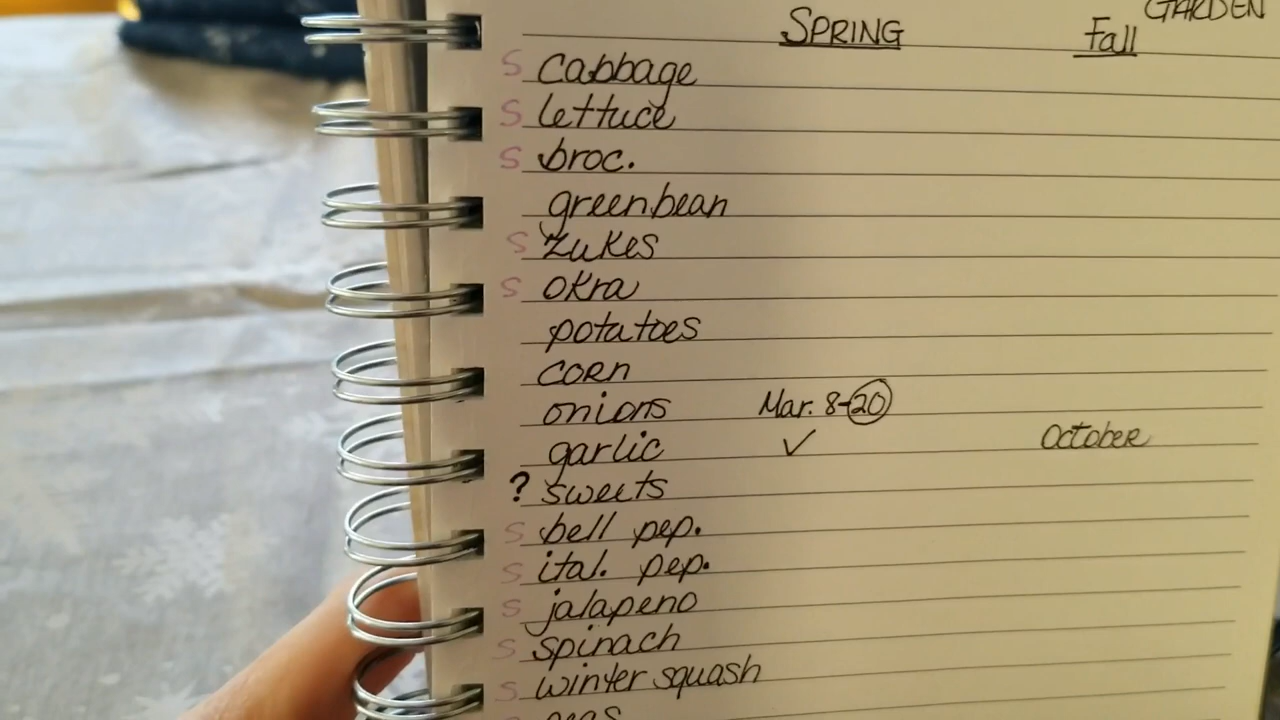 GARDEN
SPRING Fall
S cabbage
S lettuce
S broc.
greenbean
S zukes
S okra
potatoes
corn
onions Mar. 8-20
garlic ✓ October
? sweets
S bell pep.
S ital. pep.
S jalapeno
S spinach
S winter squash